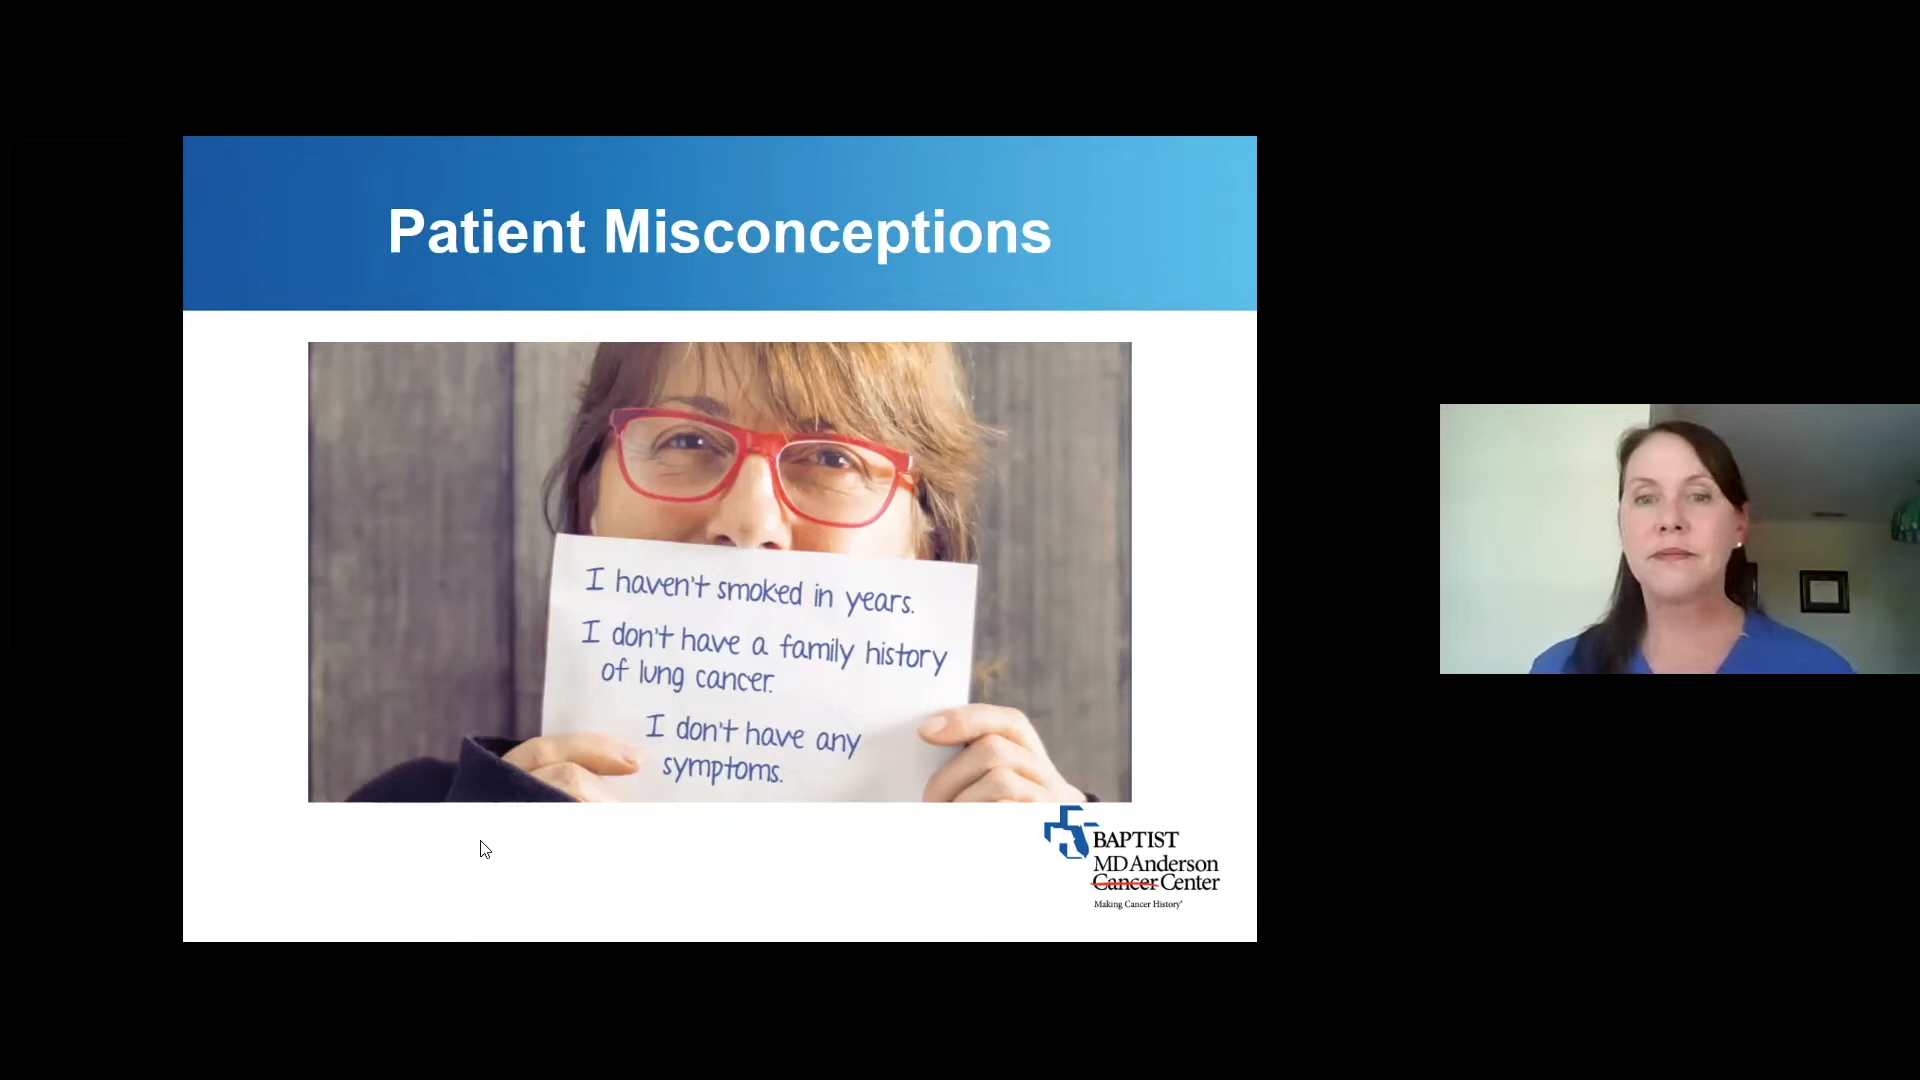 Patient Misconceptions
I haven't smoked in years.
I don't have a family history
of lung cancer.
I don't have any
symptoms.
BAPTIST
MD Anderson
Cancer Center
Making Cancer History®